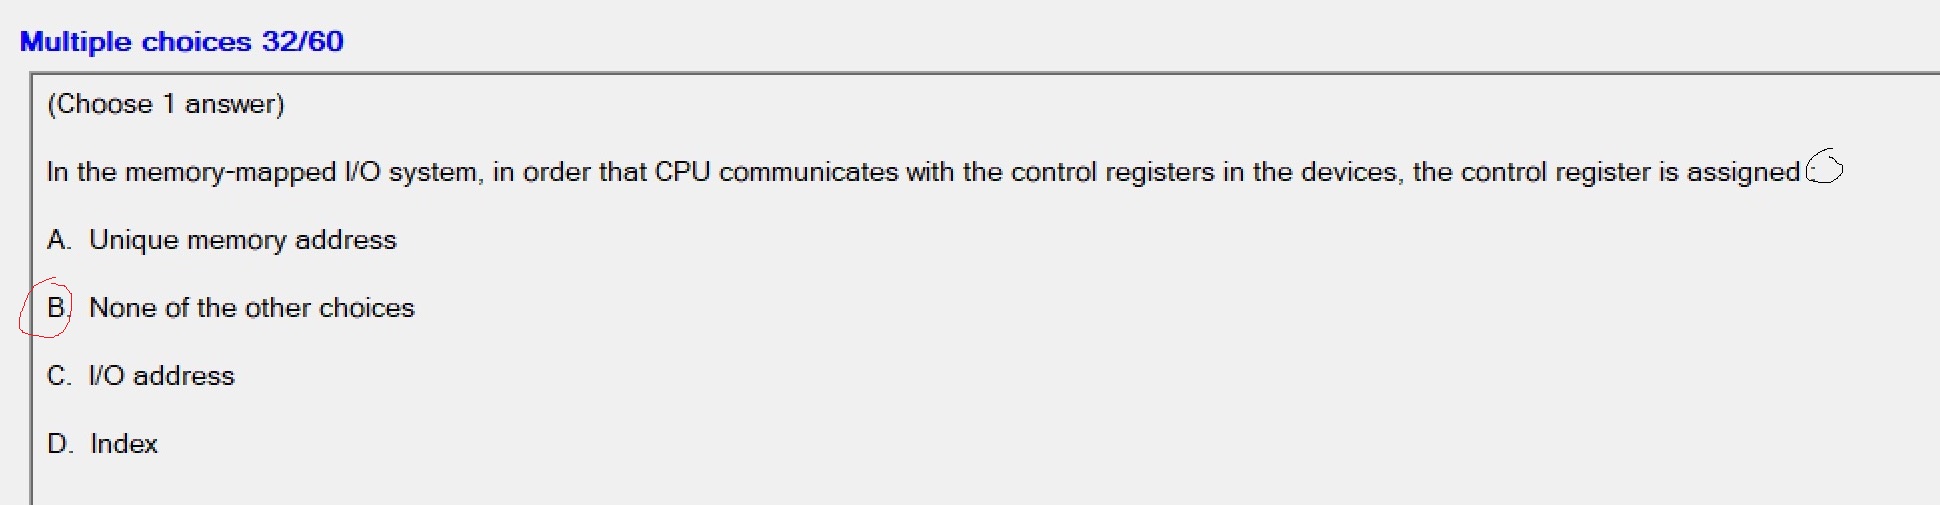 Multiple choices 32/60
(Choose 1 answer)
In the memory-mapped I/O system, in order that CPU communicates with the control registers in the devices, the control register is assigned :
A. Unique memory address
B. None of the other choices
C. I/O address
D. Index